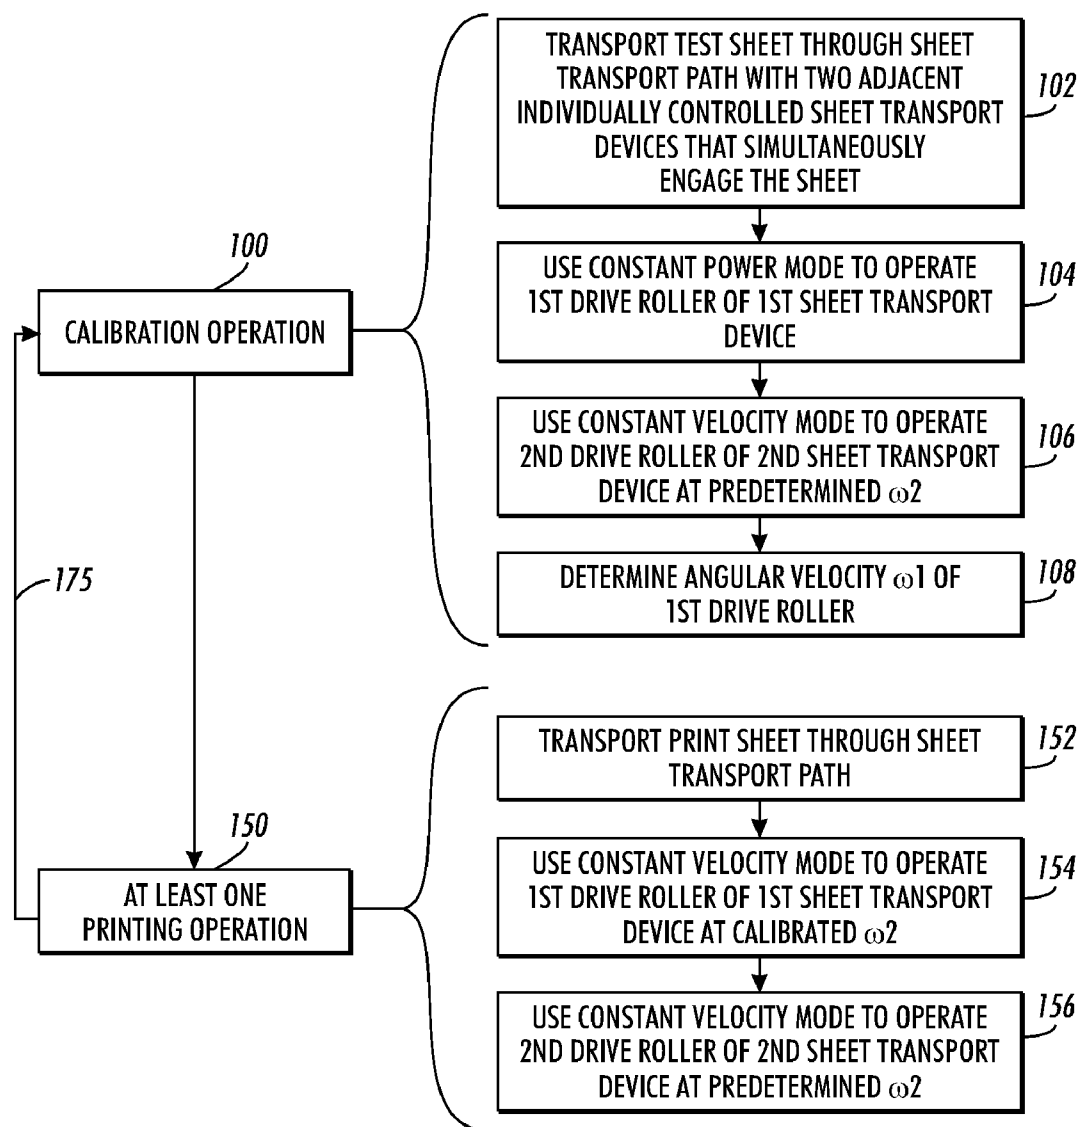 100
CALIBRATION OPERATION
TRANSPORT TEST SHEET THROUGH SHEET
TRANSPORT PATH WITH TWO ADJACENT
INDIVIDUALLY CONTROLLED SHEET TRANSPORT
DEVICES THAT SIMULTANEOUSLY
ENGAGE THE SHEET
102
USE CONSTANT POWER MODE TO OPERATE
1ST DRIVE ROLLER OF 1ST SHEET TRANSPORT
DEVICE
104
USE CONSTANT VELOCITY MODE TO OPERATE
2ND DRIVE ROLLER OF 2ND SHEET TRANSPORT
DEVICE AT PREDETERMINED ω2
106
DETERMINE ANGULAR VELOCITY ω1 OF
1ST DRIVE ROLLER
108
175
150
AT LEAST ONE
PRINTING OPERATION
TRANSPORT PRINT SHEET THROUGH SHEET
TRANSPORT PATH
152
USE CONSTANT VELOCITY MODE TO OPERATE
1ST DRIVE ROLLER OF 1ST SHEET TRANSPORT
DEVICE AT CALIBRATED ω2
154
USE CONSTANT VELOCITY MODE TO OPERATE
2ND DRIVE ROLLER OF 2ND SHEET TRANSPORT
DEVICE AT PREDETERMINED ω2
156